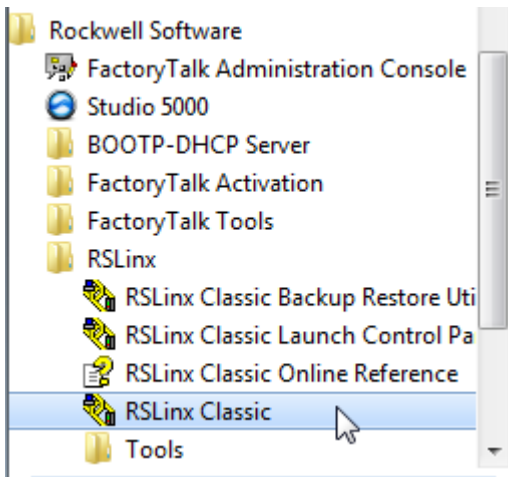 Rockwell Software
FactoryTalk Administration Console
Studio 5000
BOOTP-DHCP Server
FactoryTalk Activation
FactoryTalk Tools
RSLinx
RSLinx Classic Backup Restore Uti
RSLinx Classic Launch Control Pa
RSLinx Classic Online Reference
RSLinx Classic
Tools